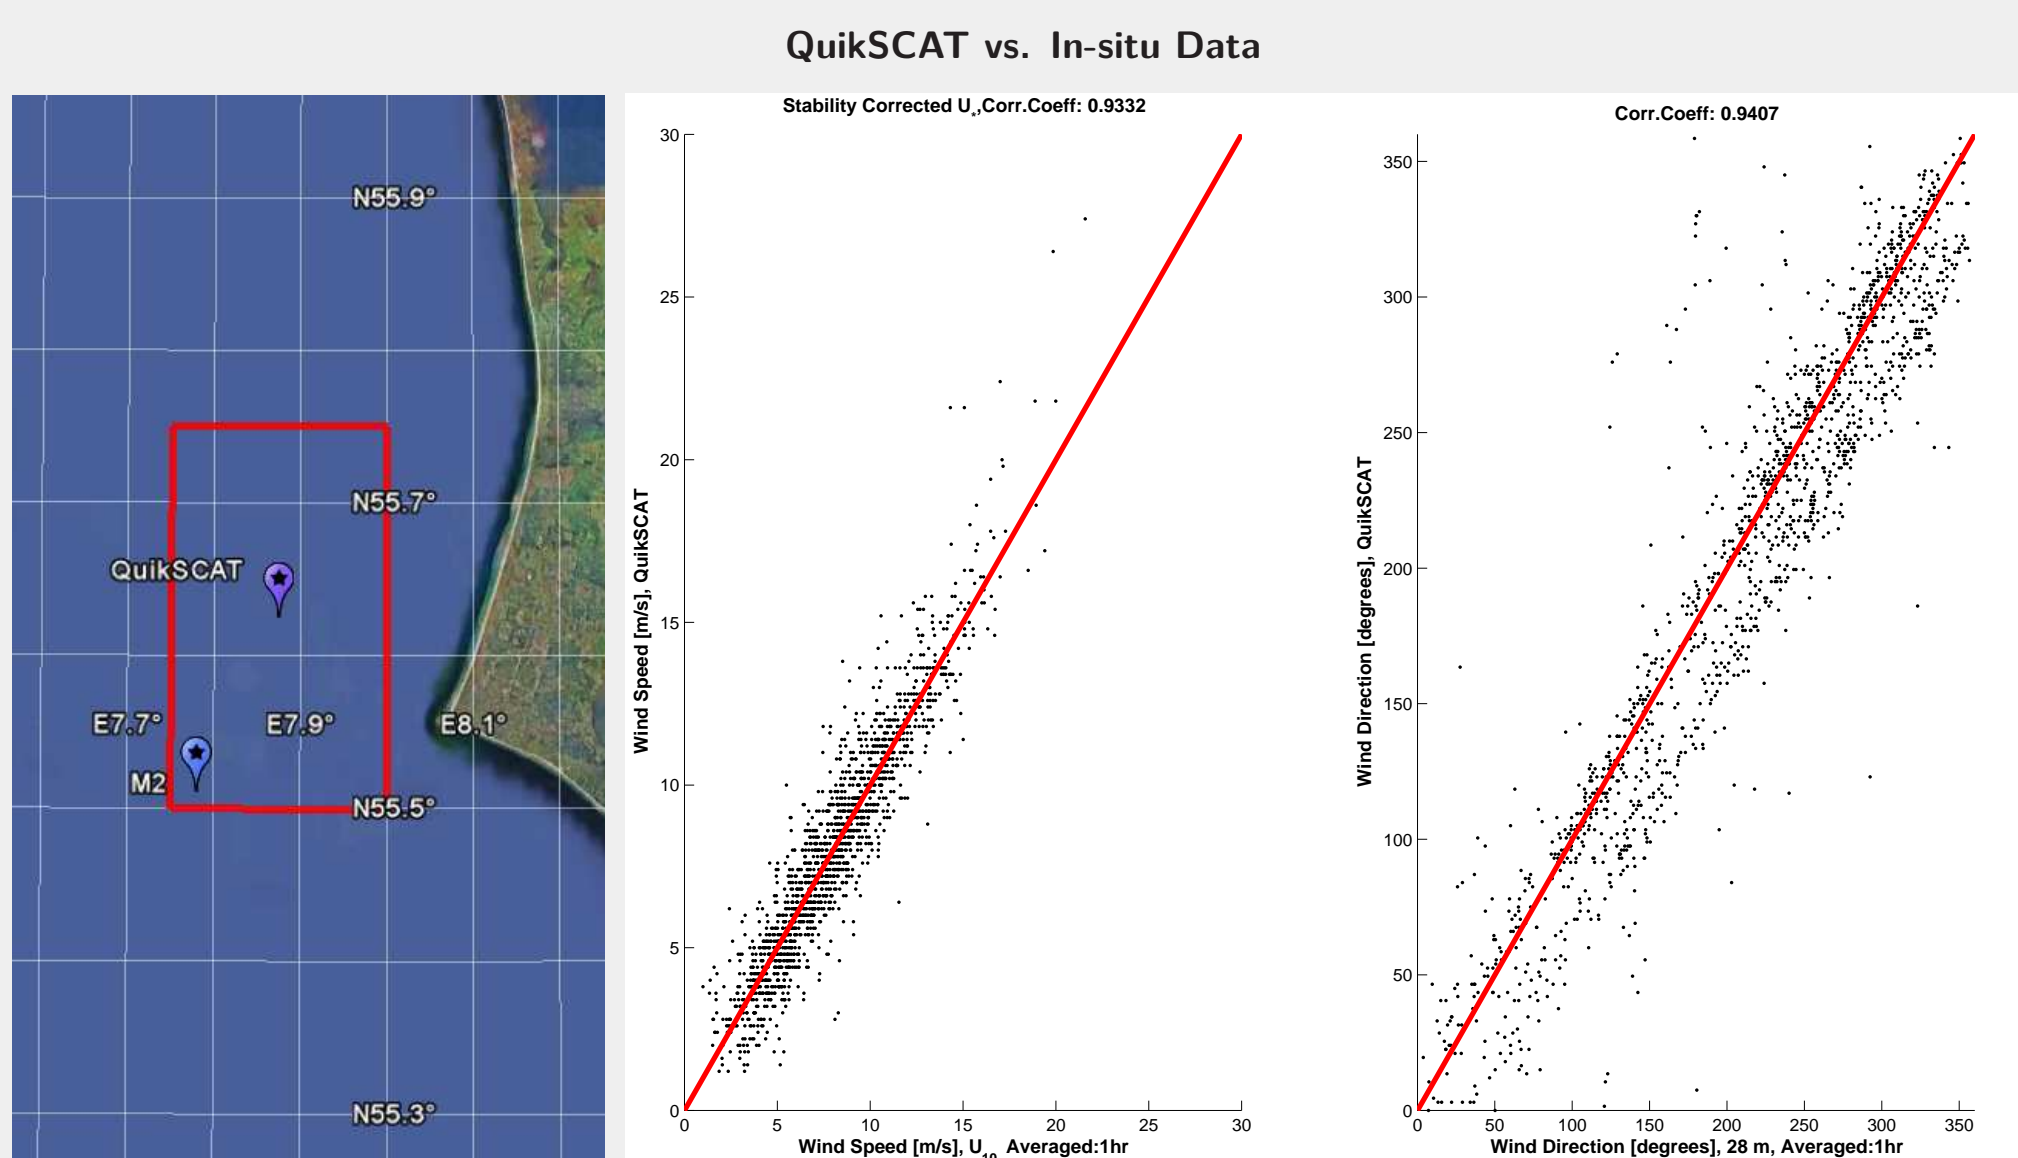 QuikSCAT vs. In-situ Data
N55.9°
N55.7°
QuikSCAT
E7.7°
E7.9°
E8.1°
M2
N55.5°
N55.3°
Stability Corrected U*,Corr.Coeff: 0.9332
30
25
20
15
10
5
0
Wind Speed [m/s], QuikSCAT
0 5 10 15 20 25 30
Wind Speed [m/s], U10 Averaged:1hr
Corr.Coeff: 0.9407
350
300
250
200
150
100
50
0
Wind Direction [degrees], QuikSCAT
0 50 100 150 200 250 300 350
Wind Direction [degrees], 28 m, Averaged:1hr